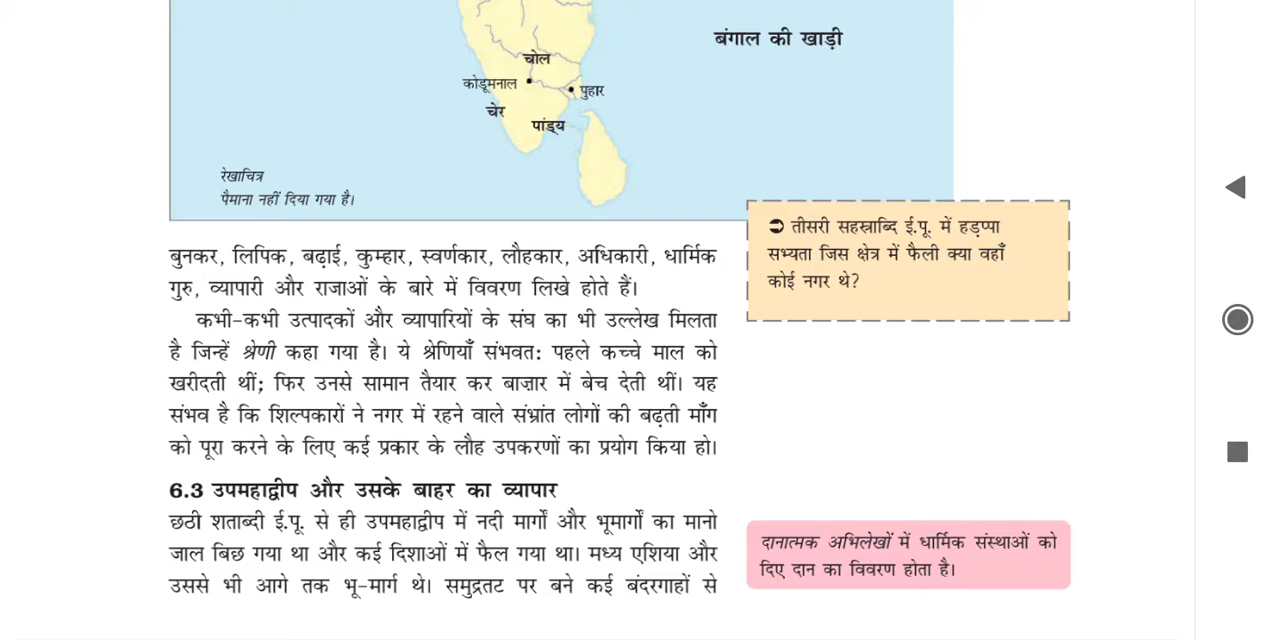 बंगाल की खाड़ी
चोल
कोडूमनाल
पुहार
चेर
पांड्य
रेखाचित्र
पैमाना नहीं दिया गया है।
बुनकर, लिपिक, बढ़ाई, कुम्हार, स्वर्णकार, लौहकार, अधिकारी, धार्मिक
गुरु, व्यापारी और राजाओं के बारे में विवरण लिखे होते हैं।
कभी-कभी उत्पादकों और व्यापारियों के संघ का भी उल्लेख मिलता
है जिन्हें श्रेणी कहा गया है। ये श्रेणियाँ संभवत: पहले कच्चे माल को
खरीदती थीं; फिर उनसे सामान तैयार कर बाज़ार में बेच देती थीं। यह
संभव है कि शिल्पकारों ने नगर में रहने वाले संभ्रांत लोगों की बढ़ती माँग
को पूरा करने के लिए कई प्रकार के लौह उपकरणों का प्रयोग किया हो।
6.3 उपमहाद्वीप और उसके बाहर का व्यापार
छठी शताब्दी ई.पू. से ही उपमहाद्वीप में नदी मार्गों और भूमार्गों का मानो
जाल बिछ गया था और कई दिशाओं में फैल गया था। मध्य एशिया और
उससे भी आगे तक भू-मार्ग थे। समुद्रतट पर बने कई बंदरगाहों से
➲ तीसरी सहस्राब्दि ई.पू. में हड़प्पा
सभ्यता जिस क्षेत्र में फैली क्या वहाँ
कोई नगर थे?
दानात्मक अभिलेखों में धार्मिक संस्थाओं को
दिए दान का विवरण होता है।